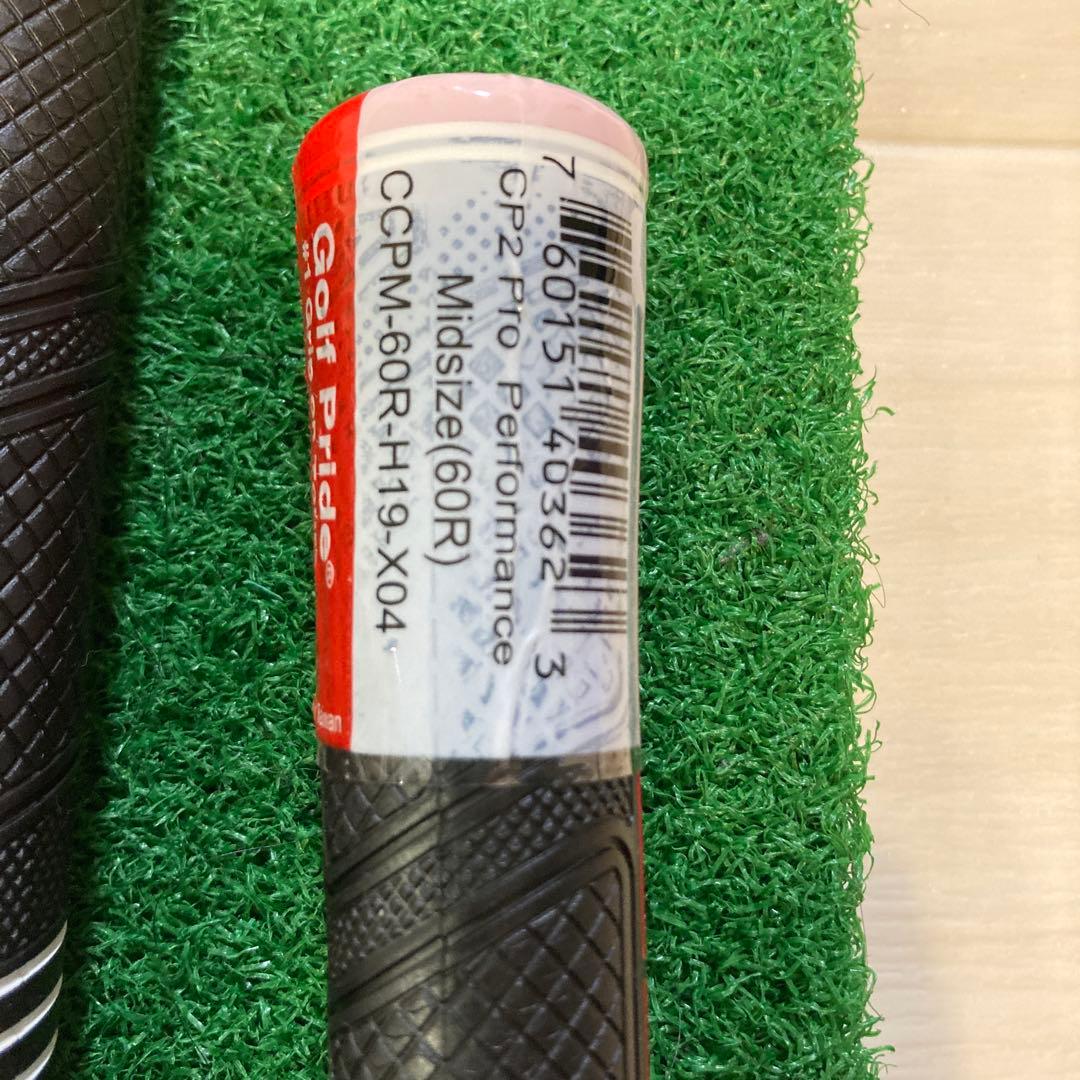 7 60151 40362 3
CP2 Pro Performance
Midsize(60R)
CCPM-60R-H19-X04
Golf Pride®